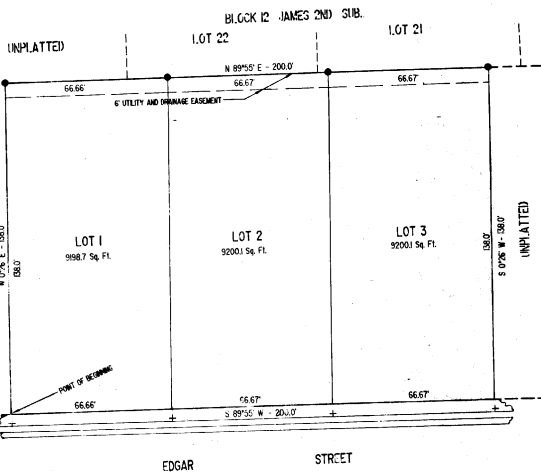 BLOCK 12 JAMES 2ND SUB.
UNPLATTED
LOT 22
LOT 21
N 89°55' E - 200.0'
66.66'
66.67'
66.67'
6' UTILITY AND DRAINAGE EASEMENT
LOT 1
9198.7 Sq. Ft.
LOT 2
9200.1 Sq. Ft.
LOT 3
9200.1 Sq. Ft.
W 0°26' E - 138.0'
138.0'
138.0'
S 0°26' W - 138.0'
UNPLATTED
POINT OF BEGINNING
66.66'
66.67'
66.67'
S 89°55' W - 200.0'
EDGAR STREET